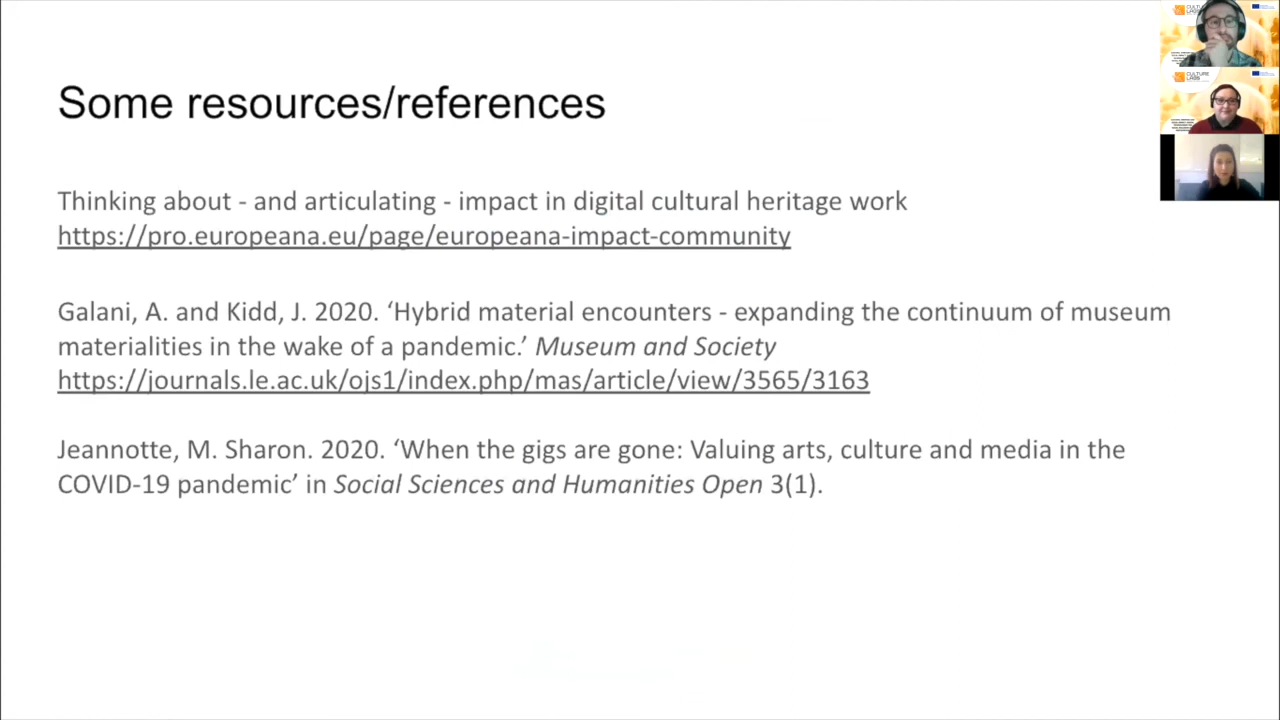 Some resources/references
Thinking about - and articulating - impact in digital cultural heritage work
https://pro.europeana.eu/page/europeana-impact-community
Galani, A. and Kidd, J. 2020. ‘Hybrid material encounters - expanding the continuum of museum
materialities in the wake of a pandemic.’ Museum and Society
https://journals.le.ac.uk/ojs1/index.php/mas/article/view/3565/3163
Jeannotte, M. Sharon. 2020. ‘When the gigs are gone: Valuing arts, culture and media in the
COVID-19 pandemic’ in Social Sciences and Humanities Open 3(1).
CULTURE
LABS